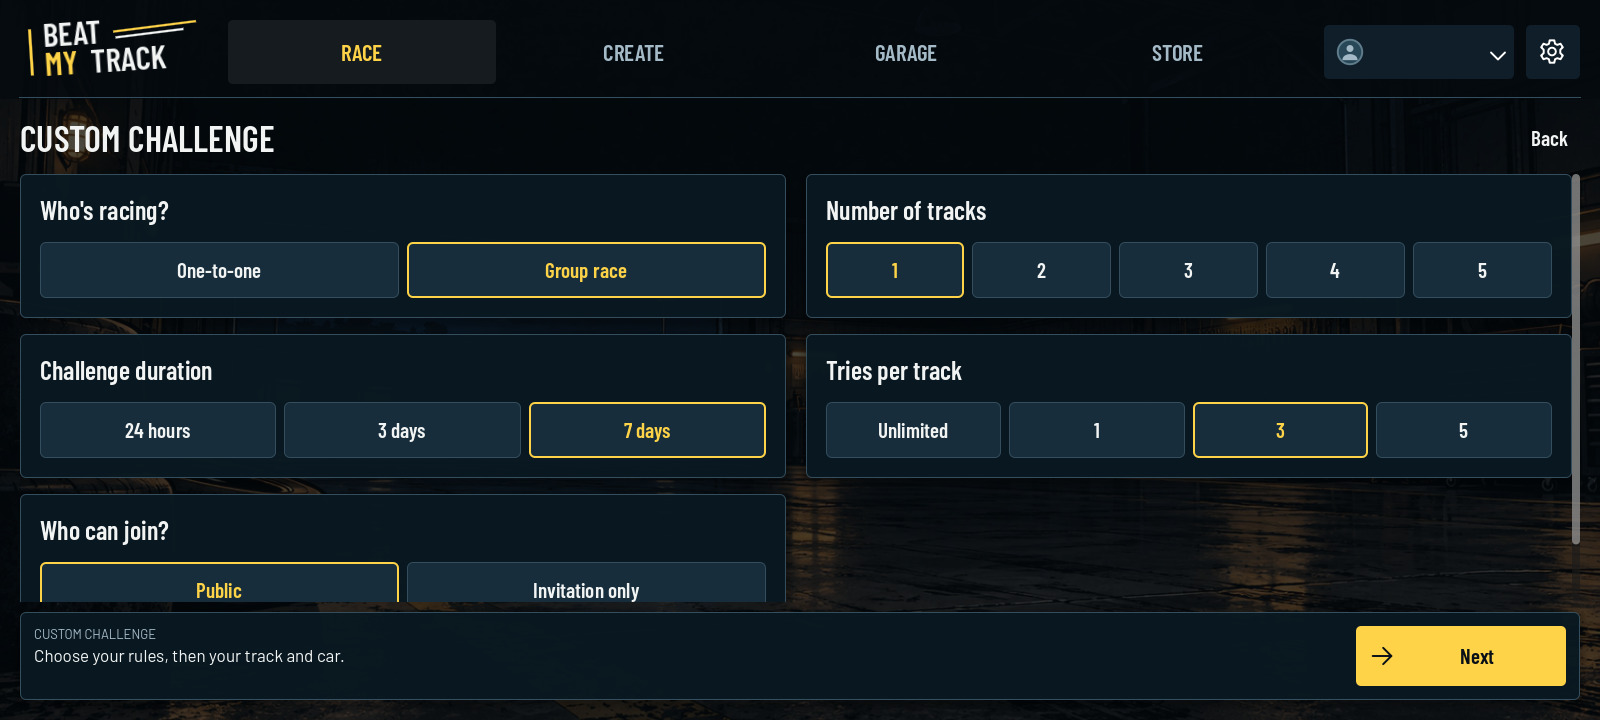 BEAT
MY TRACK
RACE
CREATE
GARAGE
STORE
CUSTOM CHALLENGE
Back
Who's racing?
One-to-one
Group race
Number of tracks
1
2
3
4
5
Challenge duration
24 hours
3 days
7 days
Tries per track
Unlimited
1
3
5
Who can join?
Public
Invitation only
CUSTOM CHALLENGE
Choose your rules, then your track and car.
Next